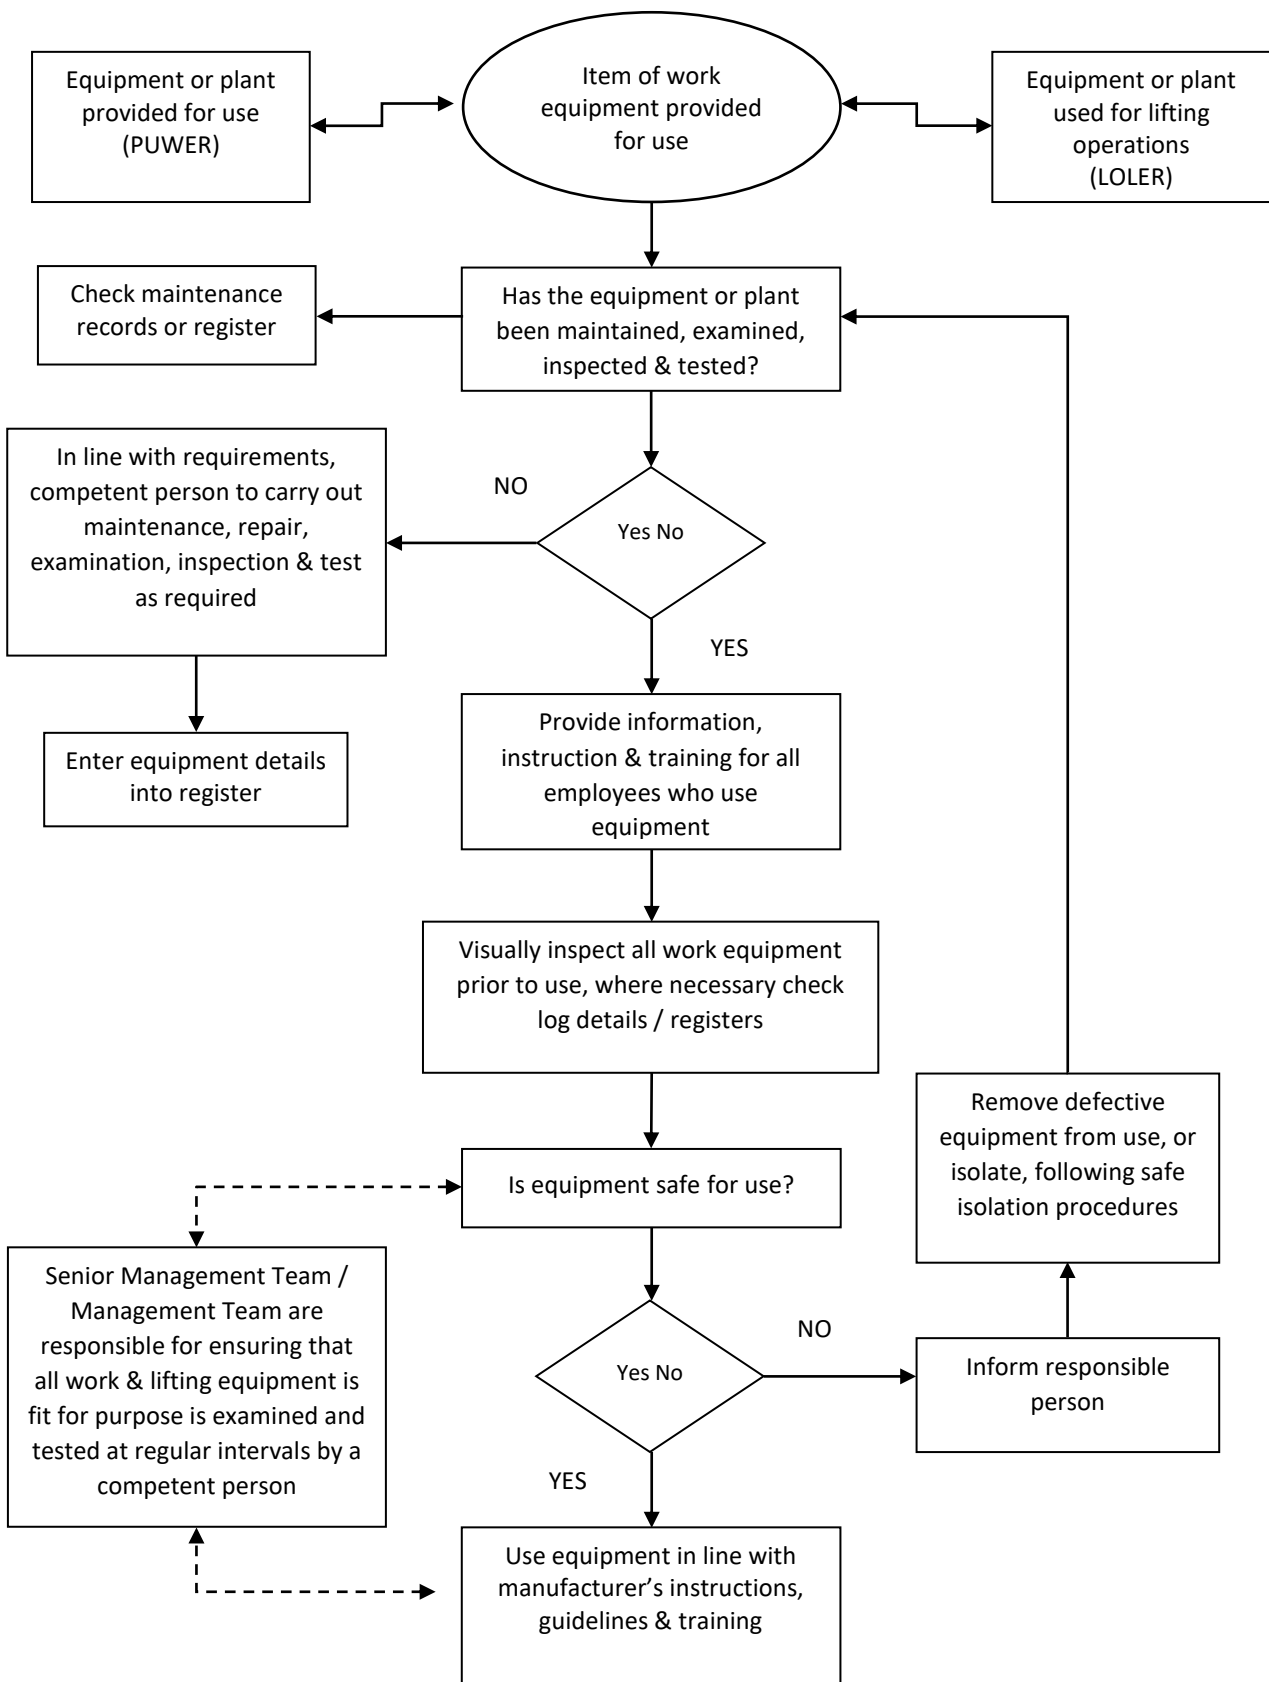 Equipment or plant
provided for use
(PUWER)
Item of work
equipment provided
for use
Equipment or plant
used for lifting
operations
(LOLER)
Check maintenance
records or register
Has the equipment or plant
been maintained, examined,
inspected & tested?
In line with requirements,
competent person to carry out
maintenance, repair,
examination, inspection & test
as required
NO
Yes No
YES
Enter equipment details
into register
Provide information,
instruction & training for all
employees who use
equipment
Visually inspect all work equipment
prior to use, where necessary check
log details / registers
Remove defective
equipment from use, or
isolate, following safe
isolation procedures
Is equipment safe for use?
Senior Management Team /
Management Team are
responsible for ensuring that
all work & lifting equipment is
fit for purpose is examined and
tested at regular intervals by a
competent person
NO
Yes No
Inform responsible
person
YES
Use equipment in line with
manufacturer’s instructions,
guidelines & training